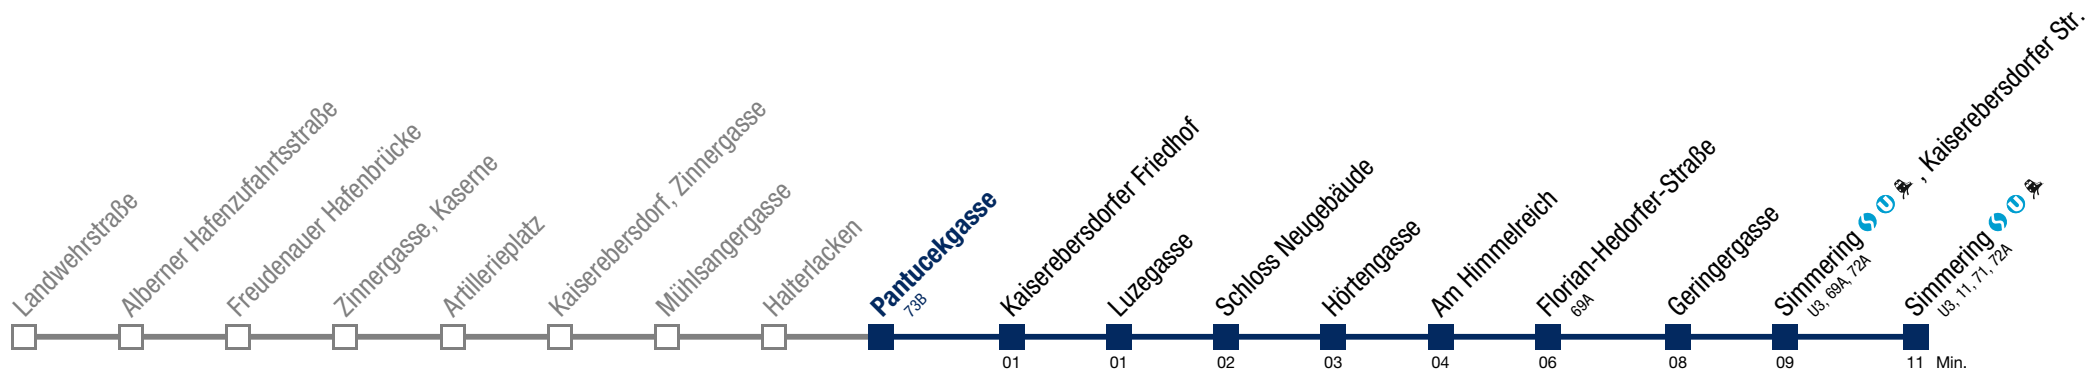 Landwehrstraße
Alberner Hafenzufahrtsstraße
Freudenauer Hafenbrücke
Zinnergasse, Kaserne
Artillerieplatz
Kaiserebersdorf, Zinnergasse
Mühlsangergasse
Halterlacken
Pantucekgasse
73B
Kaiserebersdorfer Friedhof
Luzegasse
Schloss Neugebäude
Hörtengasse
Am Himmelreich
Florian-Hedorfer-Straße
69A
Geringergasse
Simmering S U , Kaiserebersdorfer Str.
U3, 69A, 72A
Simmering S U
U3, 11, 71, 72A
01 01 02 03 04 06 08 09 11 Min.